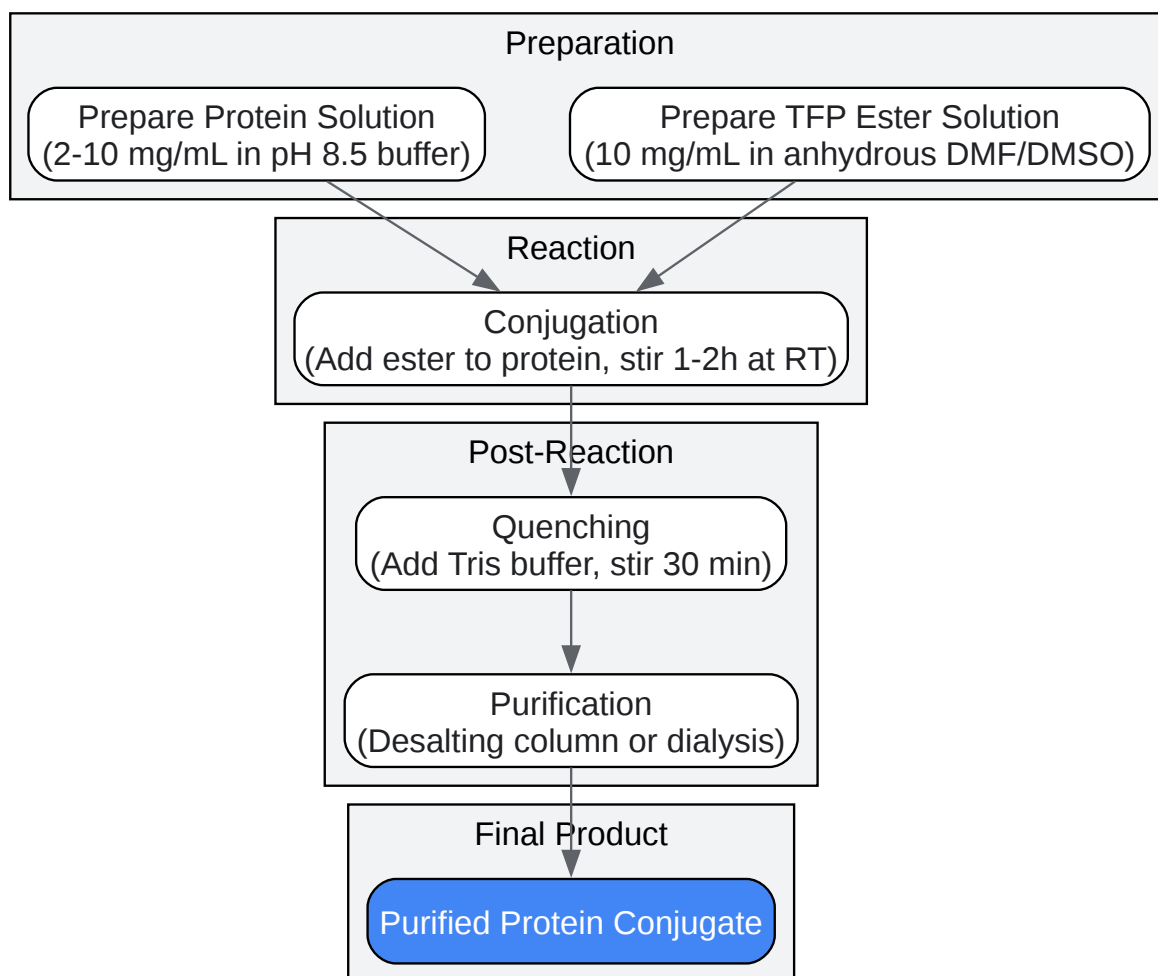 Preparation
Prepare Protein Solution
(2-10 mg/mL in pH 8.5 buffer)
Prepare TFP Ester Solution
(10 mg/mL in anhydrous DMF/DMSO)
Reaction
Conjugation
(Add ester to protein, stir 1-2h at RT)
Post-Reaction
Quenching
(Add Tris buffer, stir 30 min)
Purification
(Desalting column or dialysis)
Final Product
Purified Protein Conjugate